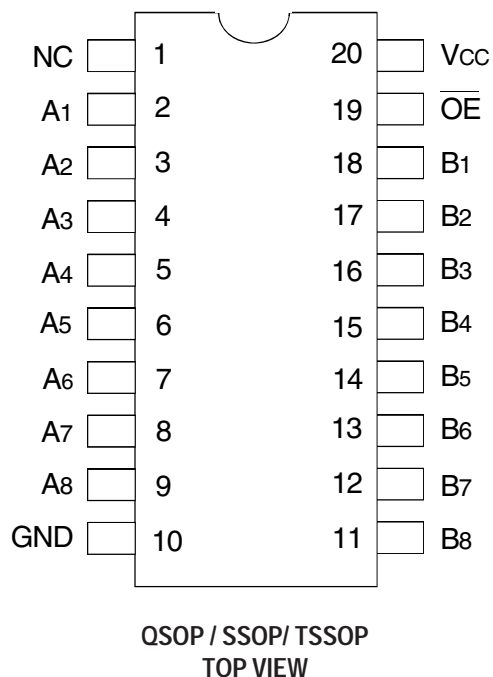 NC 1 20 VCC
A1 2 19 O̅E̅
A2 3 18 B1
A3 4 17 B2
A4 5 16 B3
A5 6 15 B4
A6 7 14 B5
A7 8 13 B6
A8 9 12 B7
GND 10 11 B8
QSOP / SSOP/ TSSOP
TOP VIEW